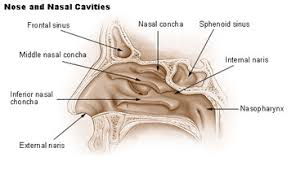 Nose and Nasal Cavities
Frontal sinus
Nasal concha
Sphenoid sinus
Middle nasal concha
Internal naris
Inferior nasal
choncha
Nasopharynx
External naris